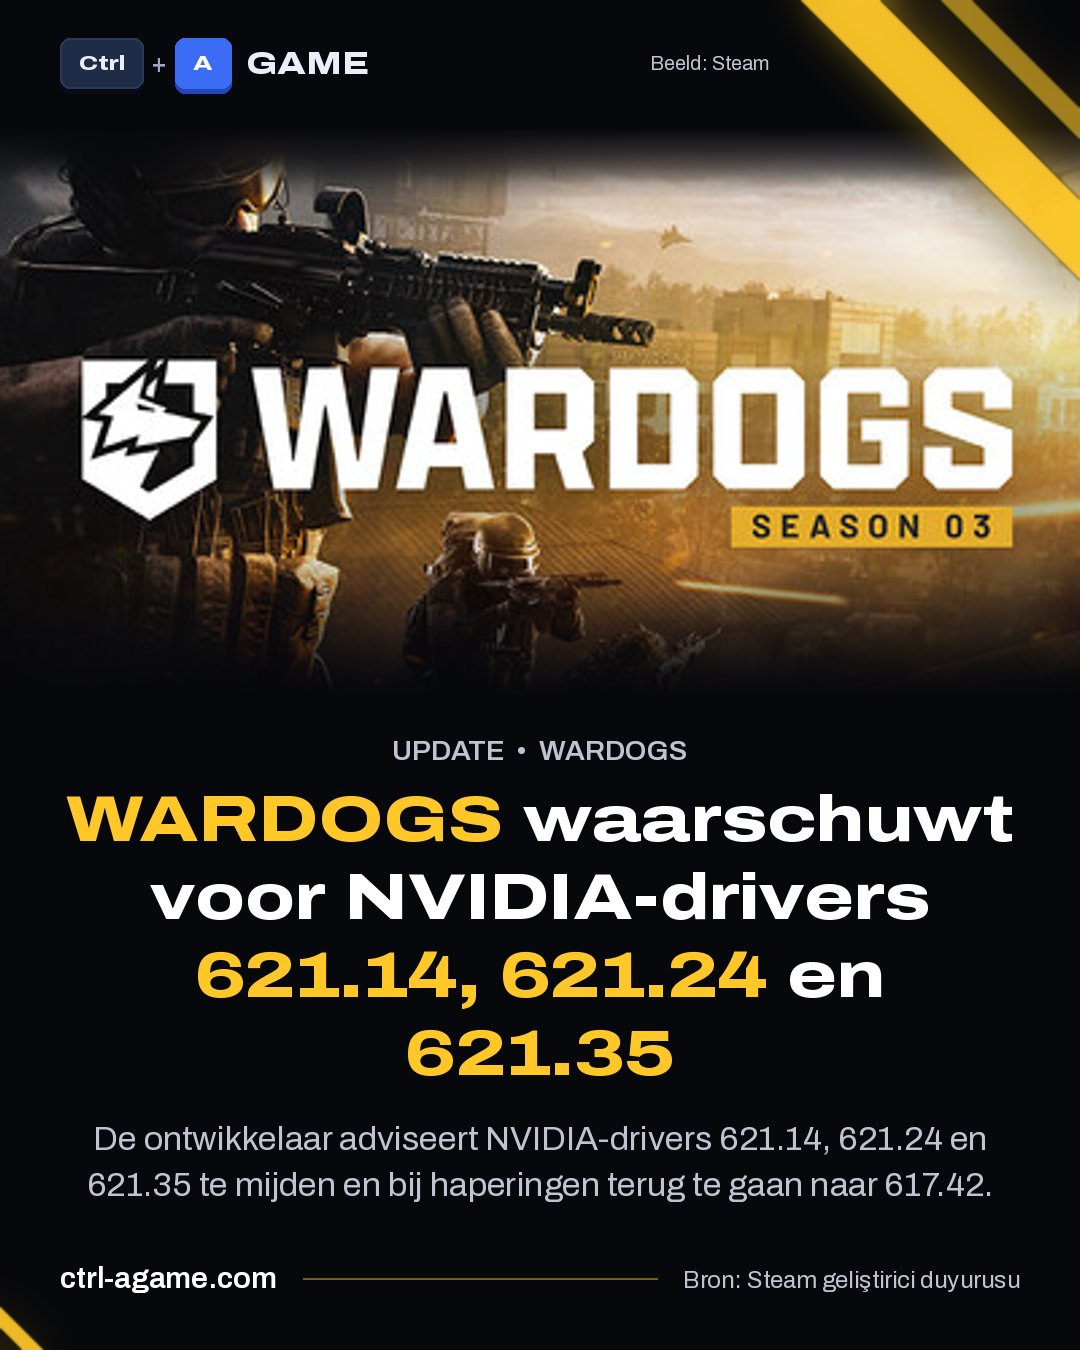 Ctrl + A GAME
Beeld: Steam
WARDOGS
SEASON 03
UPDATE • WARDOGS
WARDOGS waarschuwt
voor NVIDIA-drivers
621.14, 621.24 en
621.35
De ontwikkelaar adviseert NVIDIA-drivers 621.14, 621.24 en
621.35 te mijden en bij haperingen terug te gaan naar 617.42.
ctrl-agame.com
Bron: Steam geliştirici duyurusu